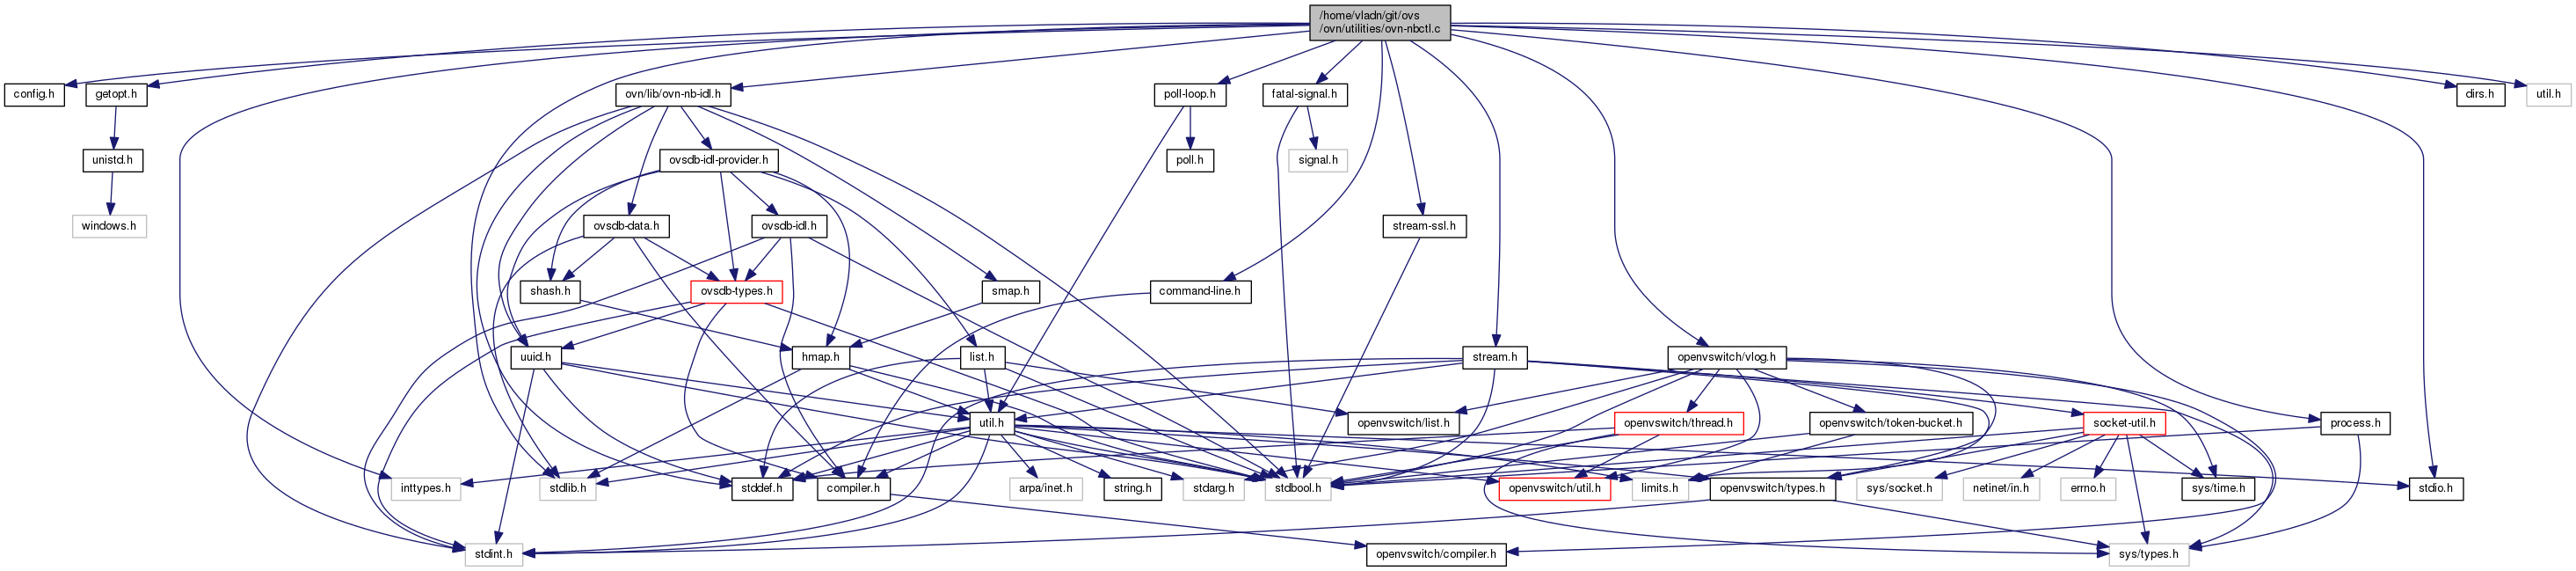 /home/vladn/git/ovs
/ovn/utilities/ovn-nbctl.c
config.h
getopt.h
ovn/lib/ovn-nb-idl.h
poll-loop.h
fatal-signal.h
dirs.h
util.h
unistd.h
ovsdb-idl-provider.h
poll.h
signal.h
windows.h
ovsdb-data.h
ovsdb-idl.h
stream-ssl.h
shash.h
ovsdb-types.h
smap.h
command-line.h
uuid.h
hmap.h
list.h
stream.h
openvswitch/vlog.h
util.h
openvswitch/list.h
openvswitch/thread.h
openvswitch/token-bucket.h
socket-util.h
process.h
inttypes.h
stdlib.h
stddef.h
compiler.h
arpa/inet.h
string.h
stdarg.h
stdbool.h
openvswitch/util.h
limits.h
openvswitch/types.h
sys/socket.h
netinet/in.h
errno.h
sys/time.h
stdio.h
stdint.h
openvswitch/compiler.h
sys/types.h